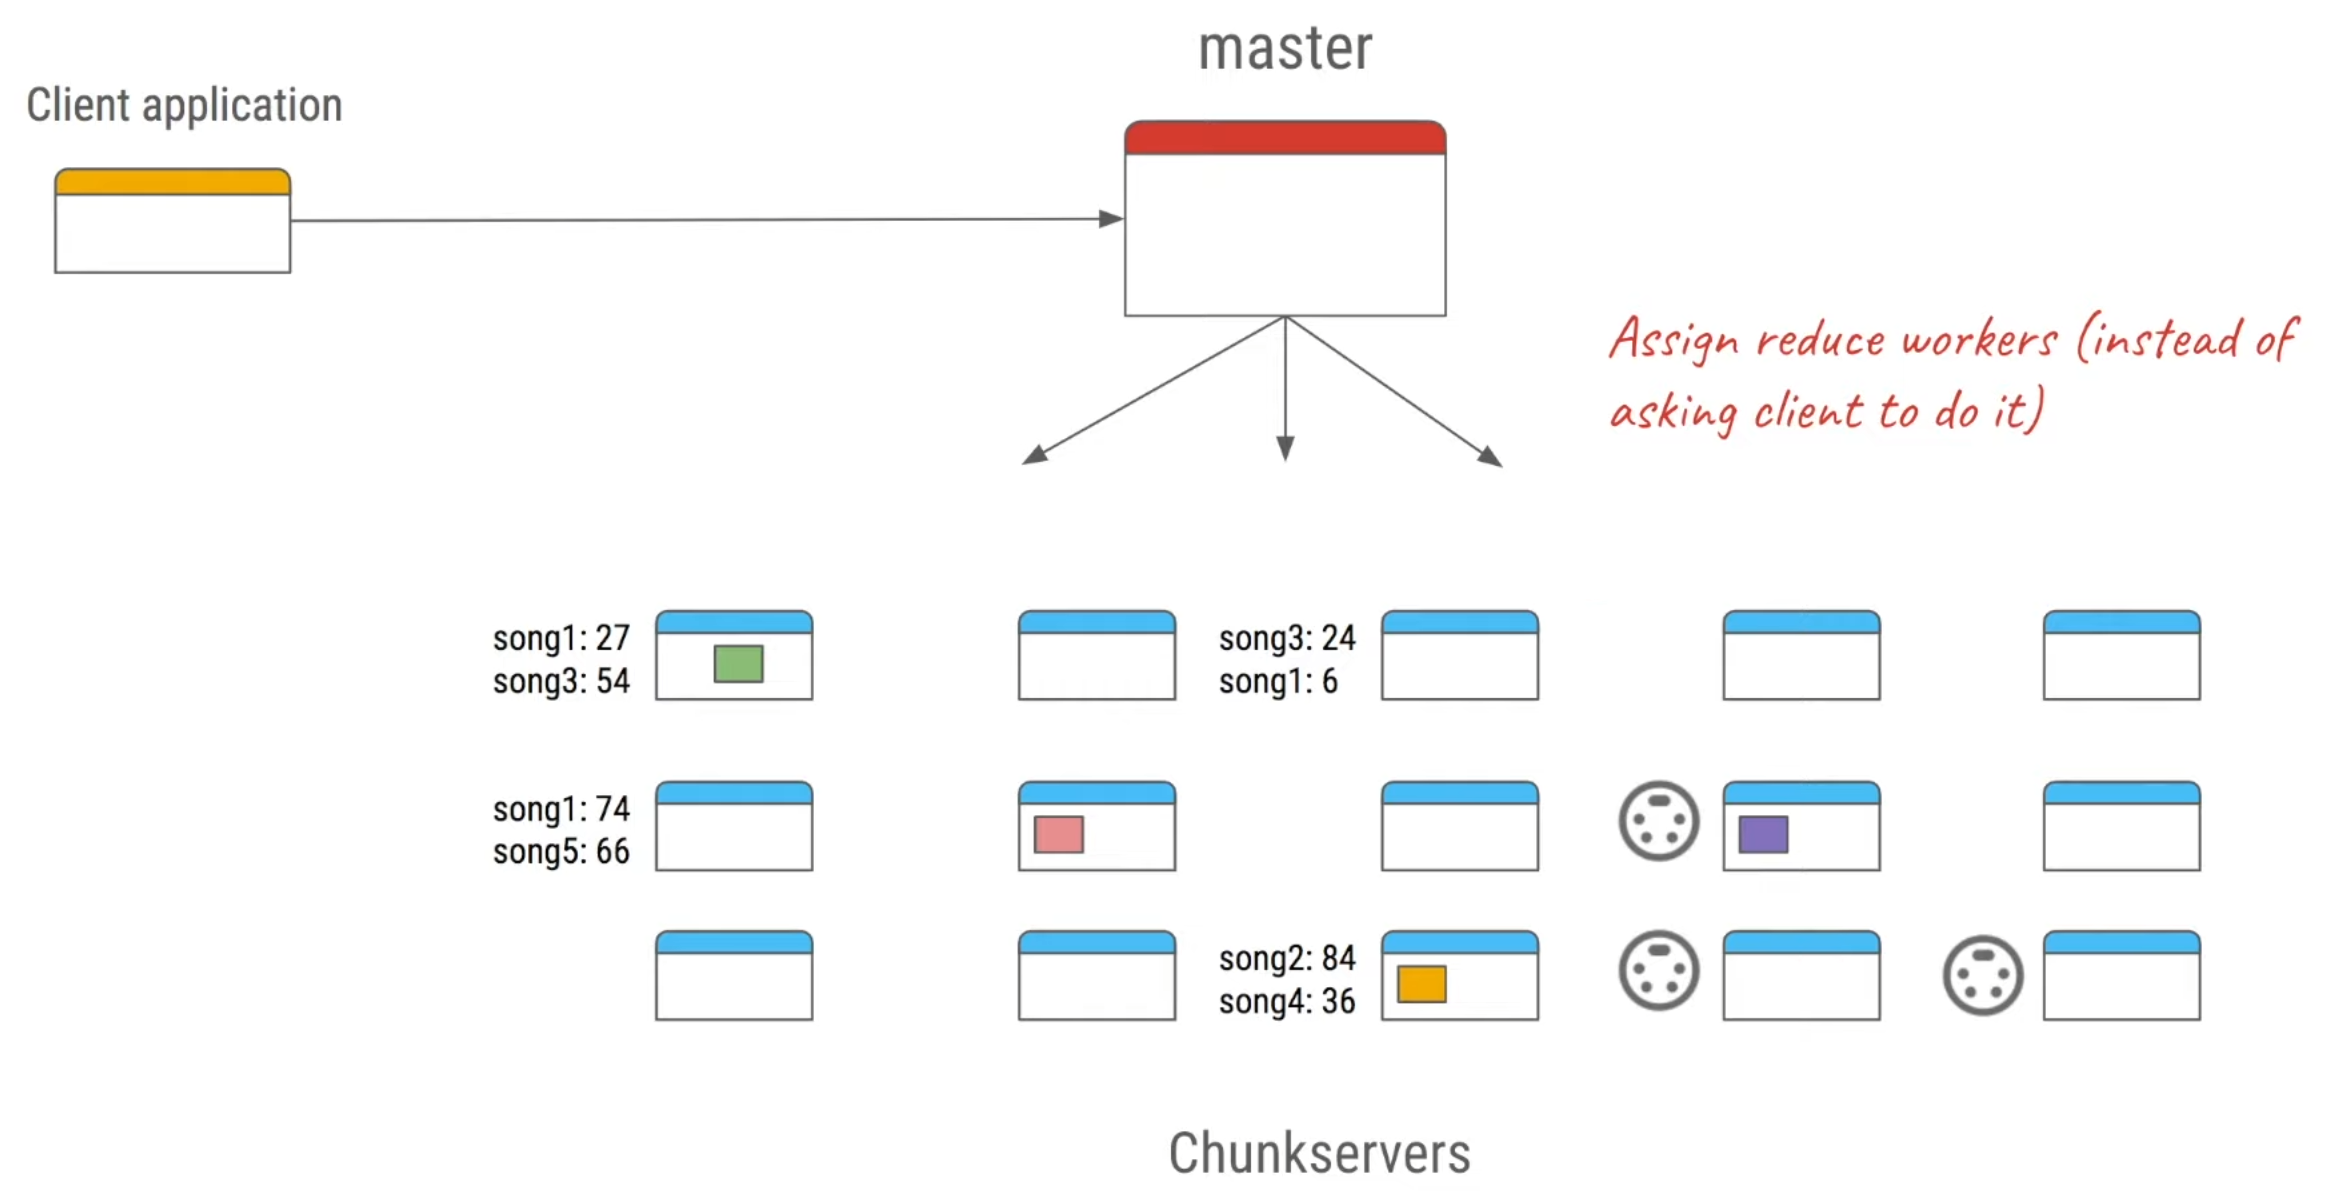 master
Client application
Assign reduce workers (instead of
asking client to do it)
song1: 27
song3: 54
song3: 24
song1: 6
song1: 74
song5: 66
song2: 84
song4: 36
Chunkservers